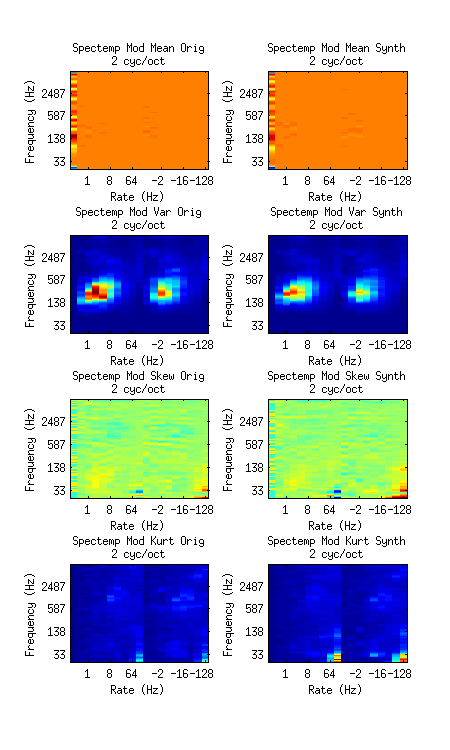 Spectemp Mod Mean Orig
2 cyc/oct
Spectemp Mod Mean Synth
2 cyc/oct
Frequency (Hz)
2487
587
138
33
1 8 64 -2 -16-128
Rate (Hz)
Frequency (Hz)
2487
587
138
33
1 8 64 -2 -16-128
Rate (Hz)
Spectemp Mod Var Orig
2 cyc/oct
Spectemp Mod Var Synth
2 cyc/oct
Frequency (Hz)
2487
587
138
33
1 8 64 -2 -16-128
Rate (Hz)
Frequency (Hz)
2487
587
138
33
1 8 64 -2 -16-128
Rate (Hz)
Spectemp Mod Skew Orig
2 cyc/oct
Spectemp Mod Skew Synth
2 cyc/oct
Frequency (Hz)
2487
587
138
33
1 8 64 -2 -16-128
Rate (Hz)
Frequency (Hz)
2487
587
138
33
1 8 64 -2 -16-128
Rate (Hz)
Spectemp Mod Kurt Orig
2 cyc/oct
Spectemp Mod Kurt Synth
2 cyc/oct
Frequency (Hz)
2487
587
138
33
1 8 64 -2 -16-128
Rate (Hz)
Frequency (Hz)
2487
587
138
33
1 8 64 -2 -16-128
Rate (Hz)